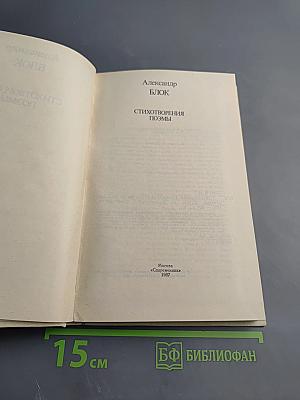 Александр
БЛОК
СТИХОТВОРЕНИЯ
ПОЭМЫ
Москва
«Современник»
1987
15 см
БФ БИБЛИОФАН